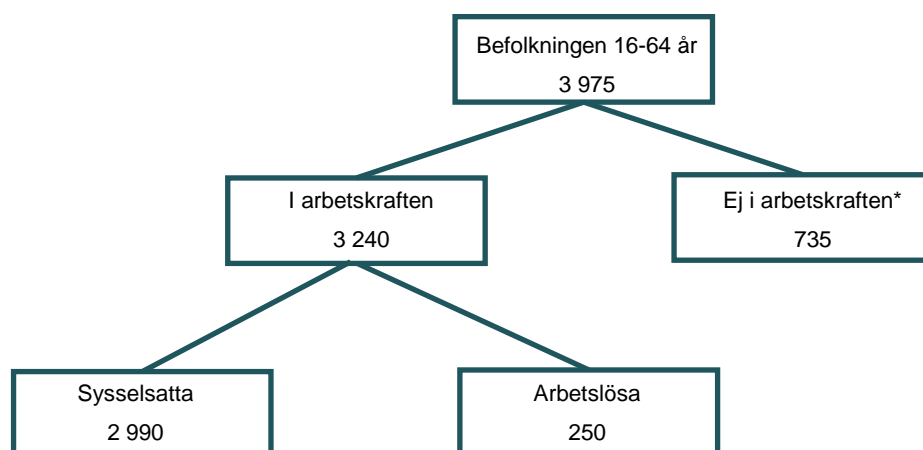 Befolkningen 16-64 år
3 975
I arbetskraften
3 240
Ej i arbetskraften*
735
Sysselsatta
2 990
Arbetslösa
250